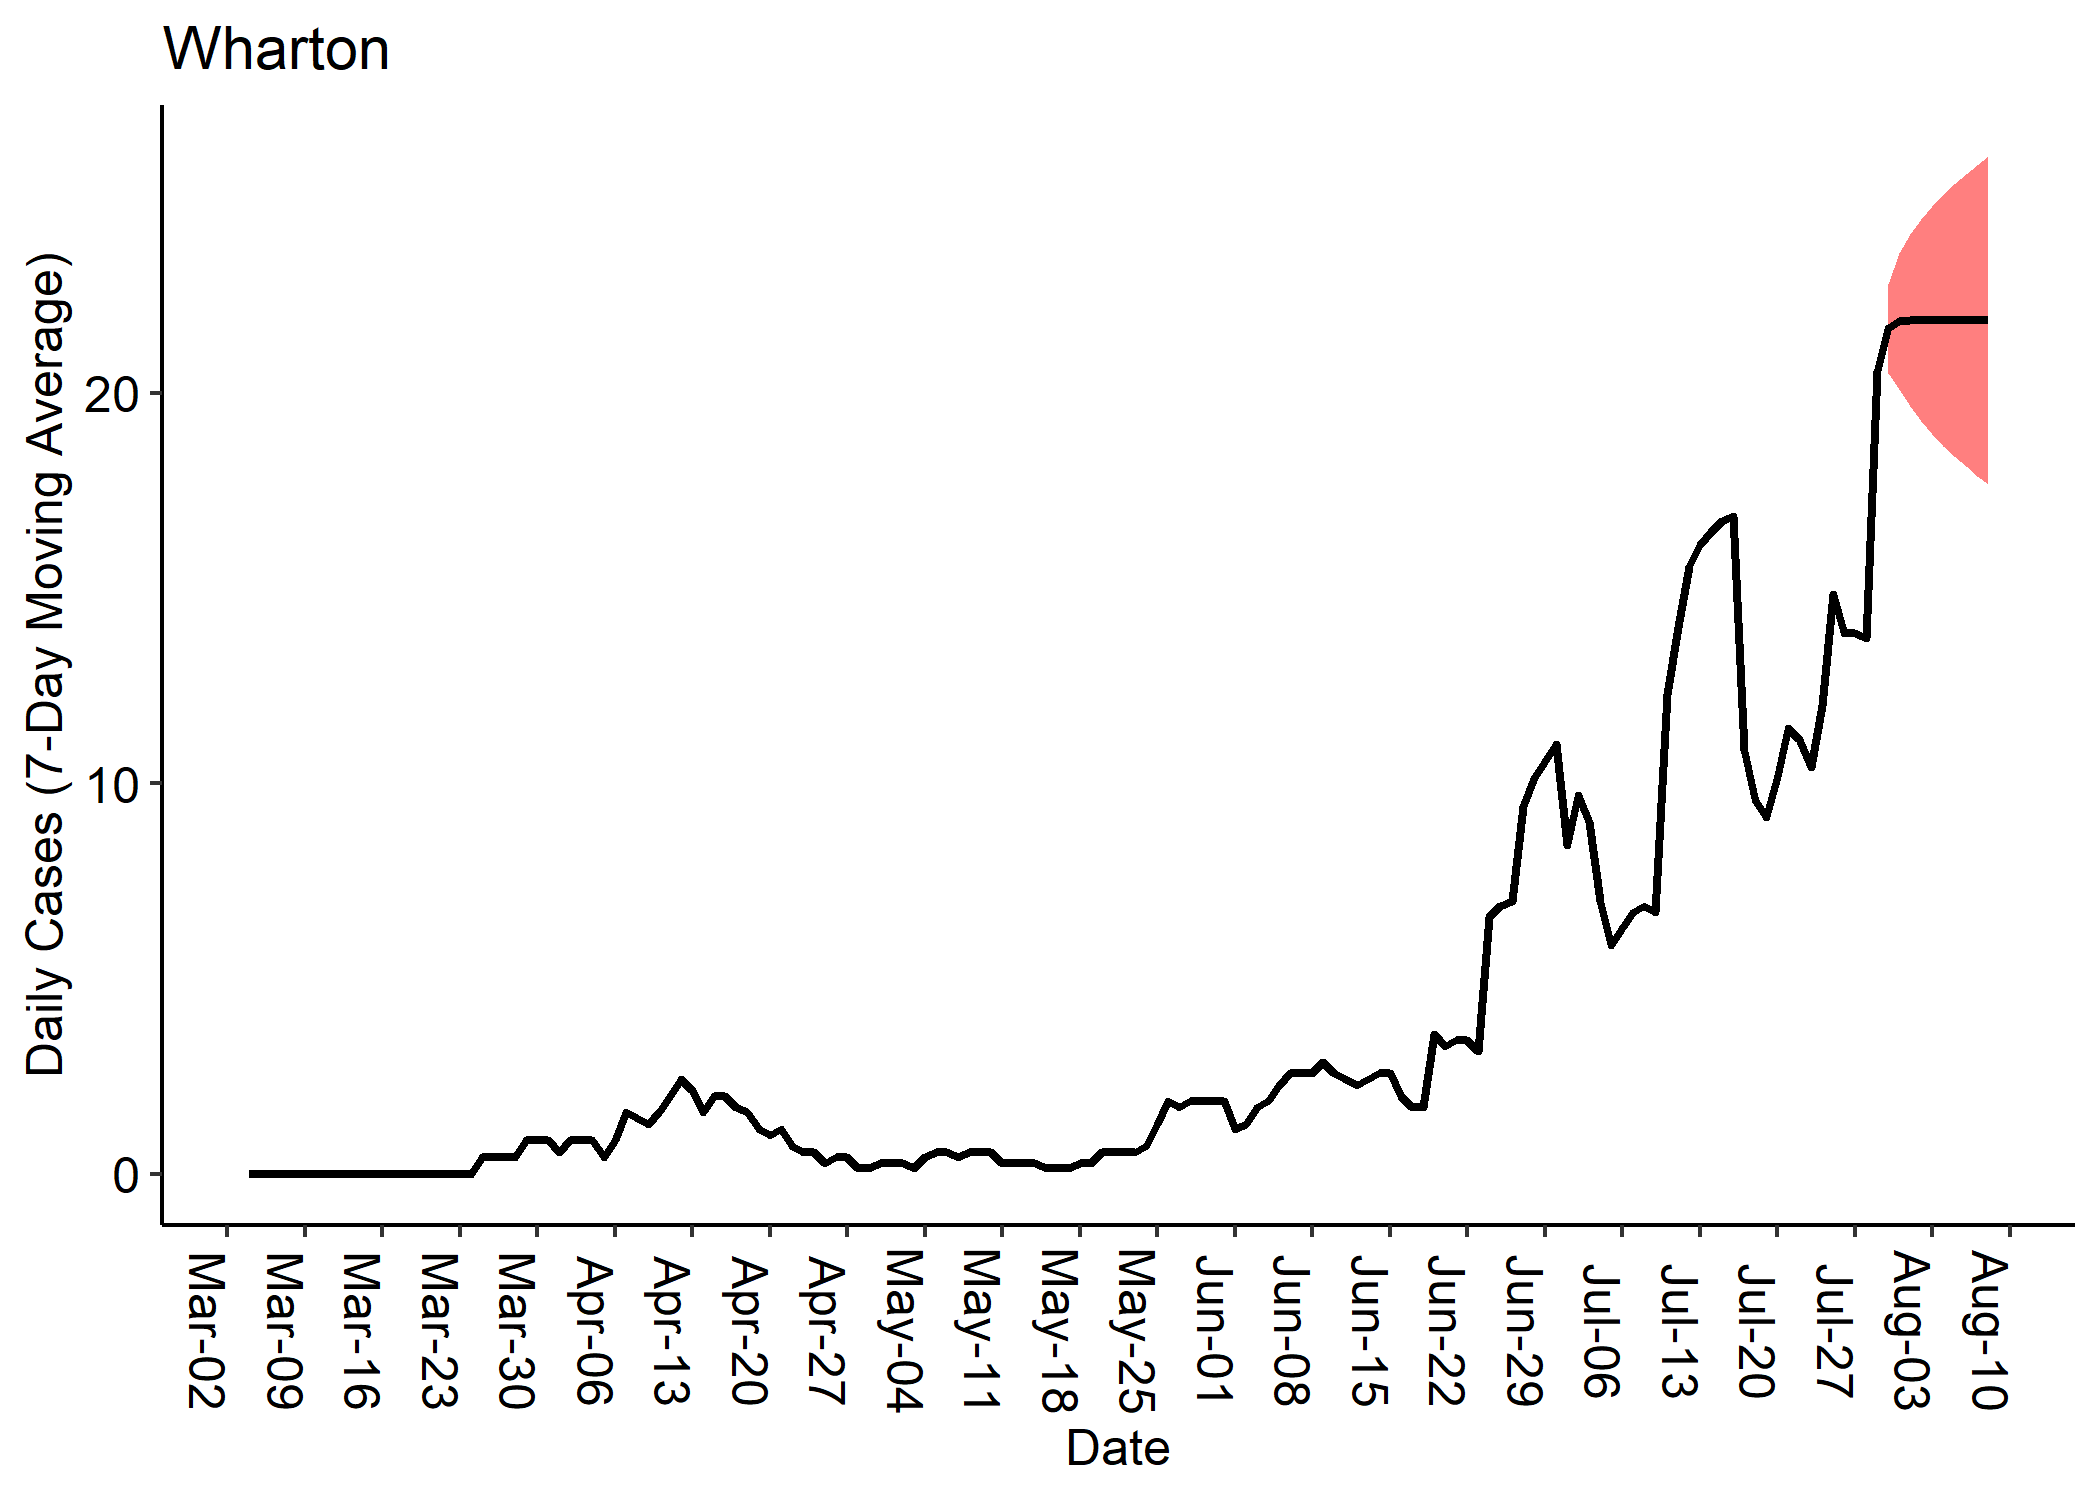 Wharton
Daily Cases (7-Day Moving Average)
20
10
0
Mar-02
Mar-09
Mar-16
Mar-23
Mar-30
Apr-06
Apr-13
Apr-20
Apr-27
May-04
May-11
May-18
May-25
Jun-01
Jun-08
Jun-15
Jun-22
Jun-29
Jul-06
Jul-13
Jul-20
Jul-27
Aug-03
Aug-10
Date